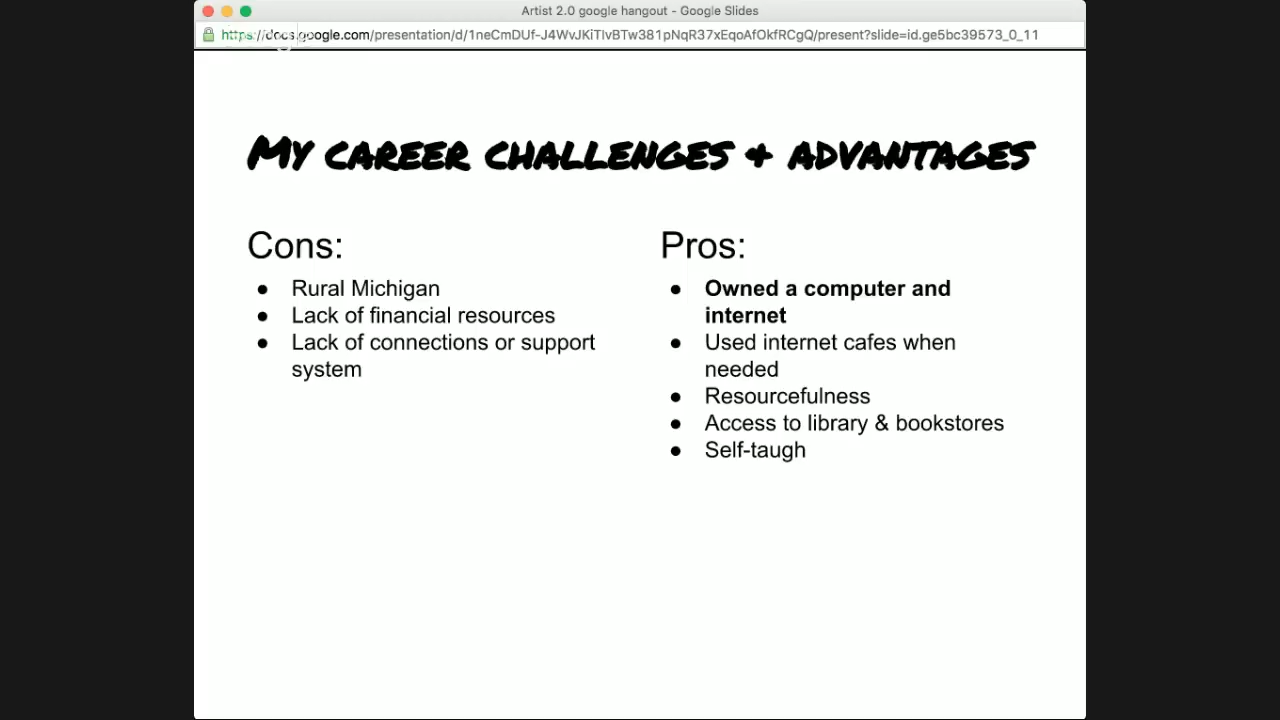 Artist 2.0 google hangout - Google Slides
https://docs.google.com/presentation/d/1neCmDUf-J4WvJKiTlvBTw381pNqR37xEqoAfOkfRCgQ/present?slide=id.ge5bc39573_0_11
My career challenges & advantages
Cons:
● Rural Michigan
● Lack of financial resources
● Lack of connections or support
system
Pros:
● Owned a computer and
internet
● Used internet cafes when
needed
● Resourcefulness
● Access to library & bookstores
● Self-taugh